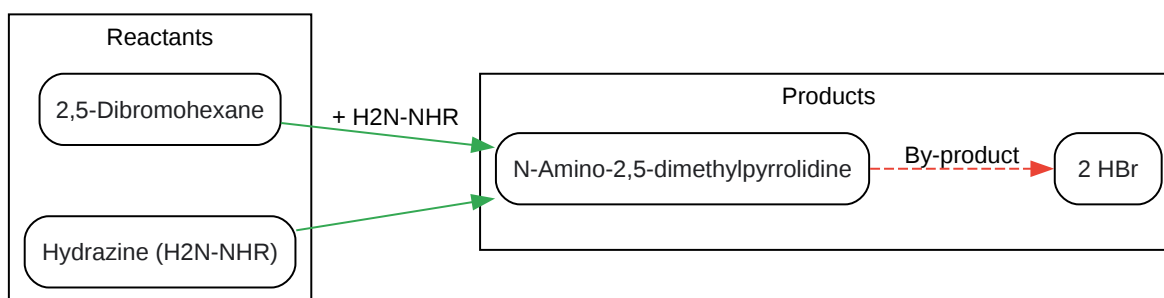 Reactants
2,5-Dibromohexane
Hydrazine (H2N-NHR)
+ H2N-NHR
Products
N-Amino-2,5-dimethylpyrrolidine
By-product
2 HBr